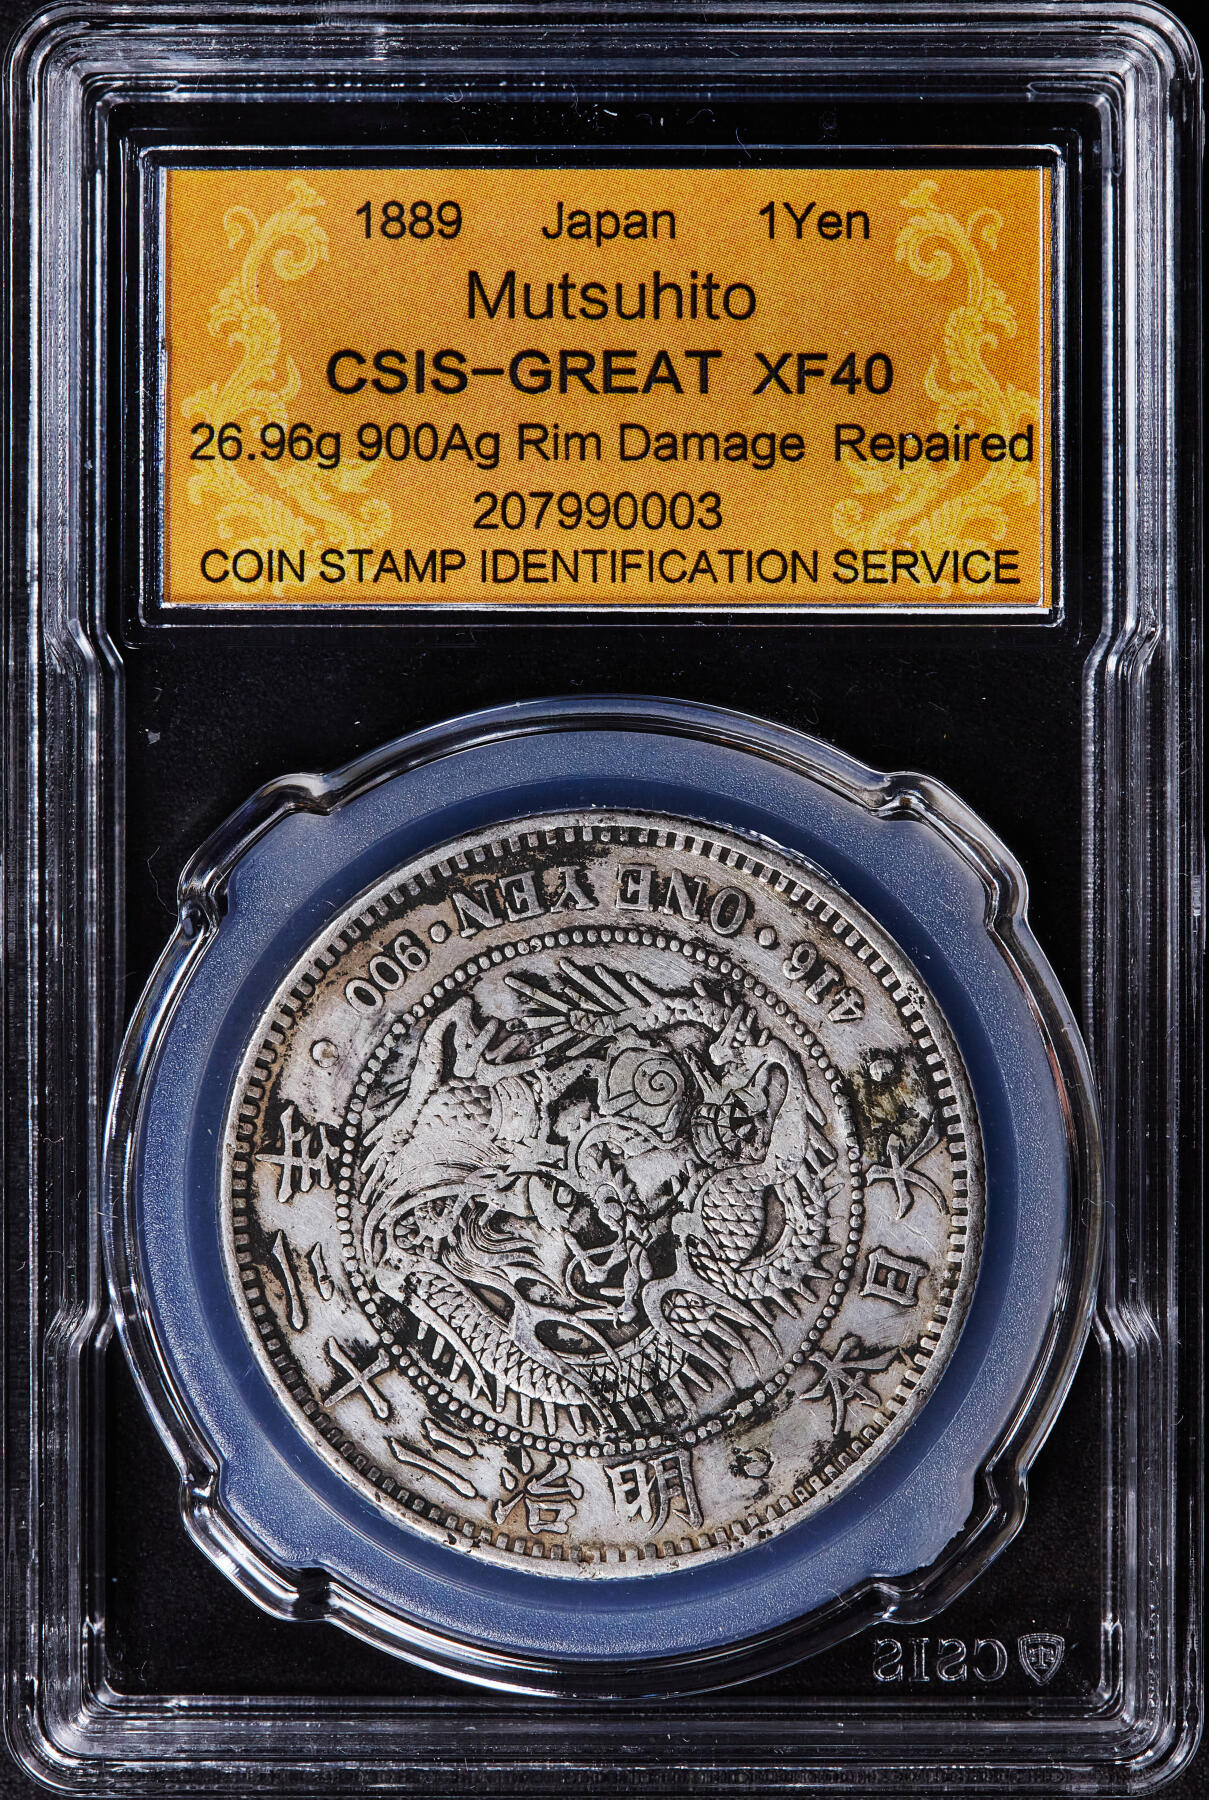 1889 Japan 1Yen
Mutsuhito
CSIS-GREAT XF40
26.96g 900Ag Rim Damage Repaired
207990003
COIN STAMP IDENTIFICATION SERVICE
大日本・明治二十二年・
900・ONE YEN・416
CSIS